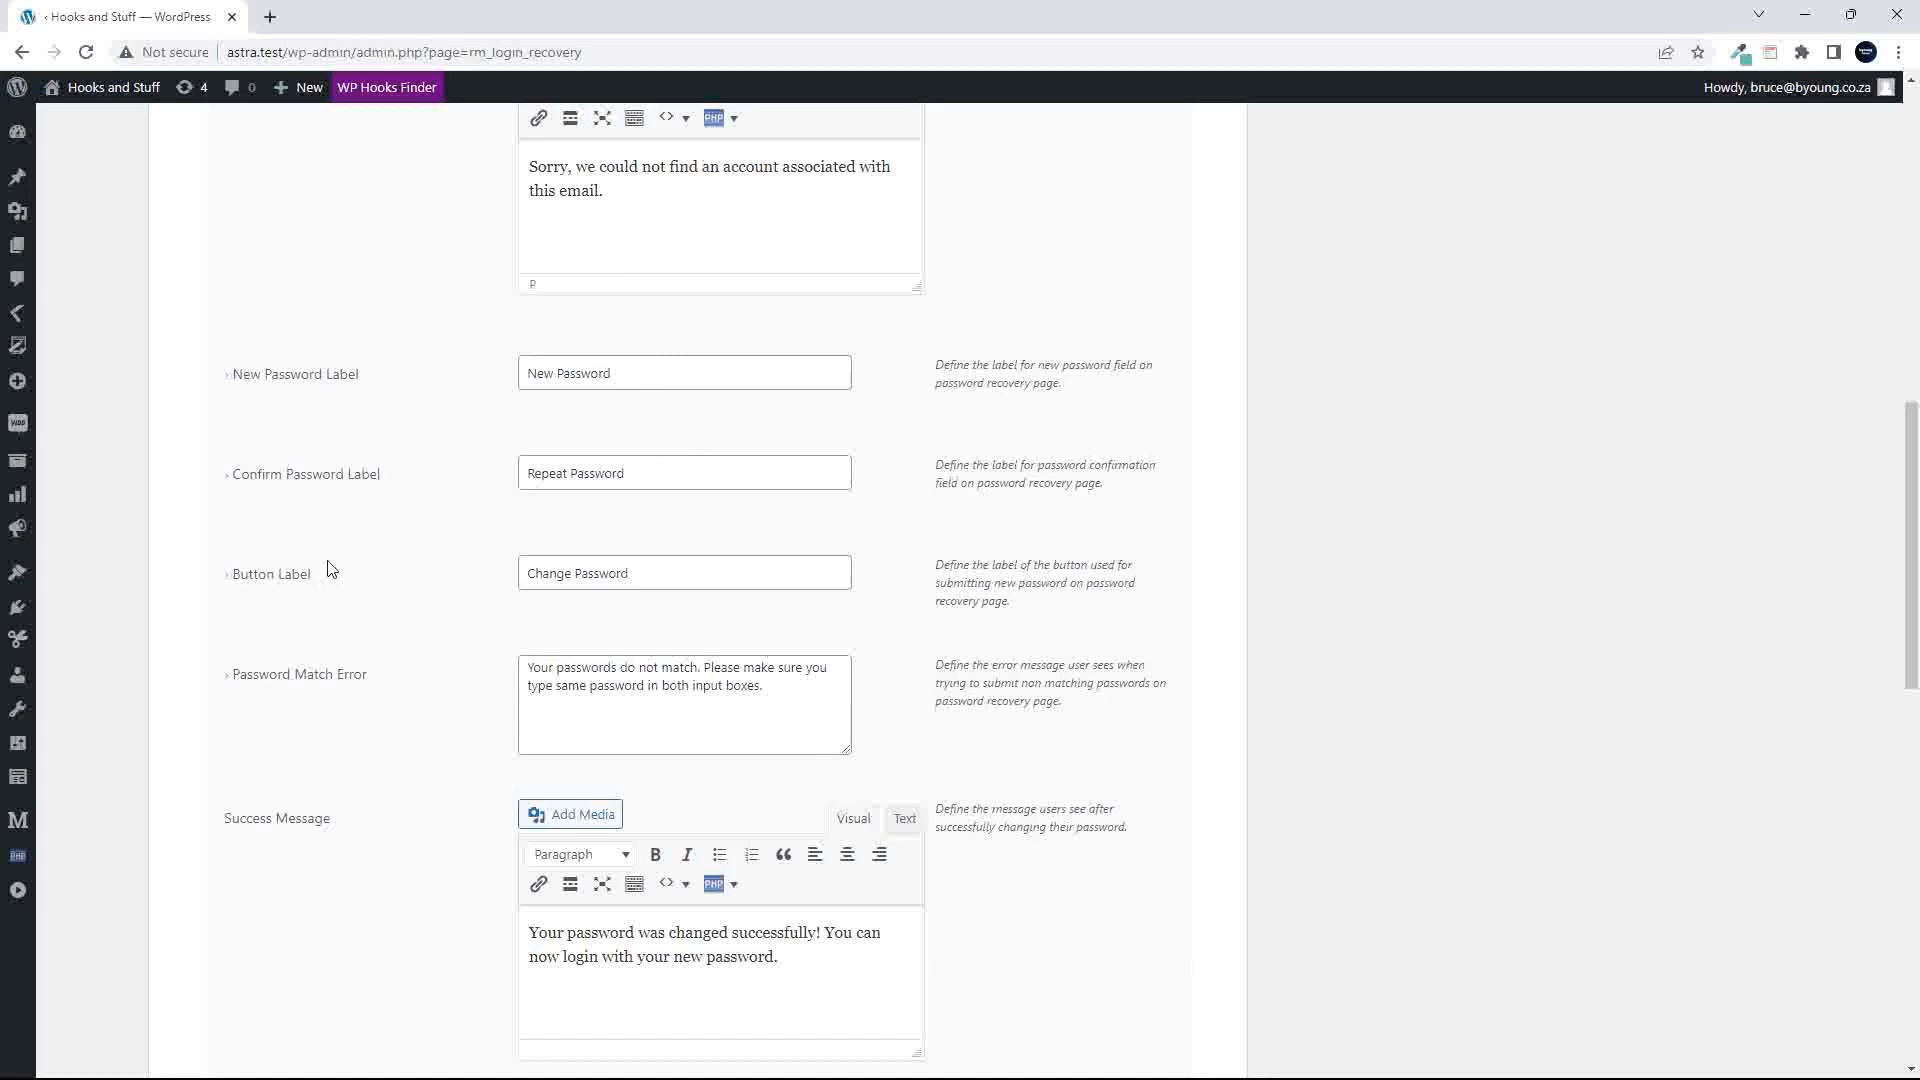 ‹ Hooks and Stuff — WordPress
Not secure
astra.test/wp-admin/admin.php?page=rm_login_recovery
Hooks and Stuff
4
0
New
WP Hooks Finder
Howdy, bruce@byoung.co.za
PHP
Sorry, we could not find an account associated with
this email.
P
› New Password Label
New Password
Define the label for new password field on
password recovery page.
› Confirm Password Label
Repeat Password
Define the label for password confirmation
field on password recovery page.
› Button Label
Change Password
Define the label of the button used for
submitting new password on password
recovery page.
› Password Match Error
Your passwords do not match. Please make sure you
type same password in both input boxes.
Define the error message user sees when
trying to submit non matching passwords on
password recovery page.
Success Message
Add Media
Visual
Text
Define the message users see after
successfully changing their password.
Paragraph
B
I
PHP
Your password was changed successfully! You can
now login with your new password.
M
PHP